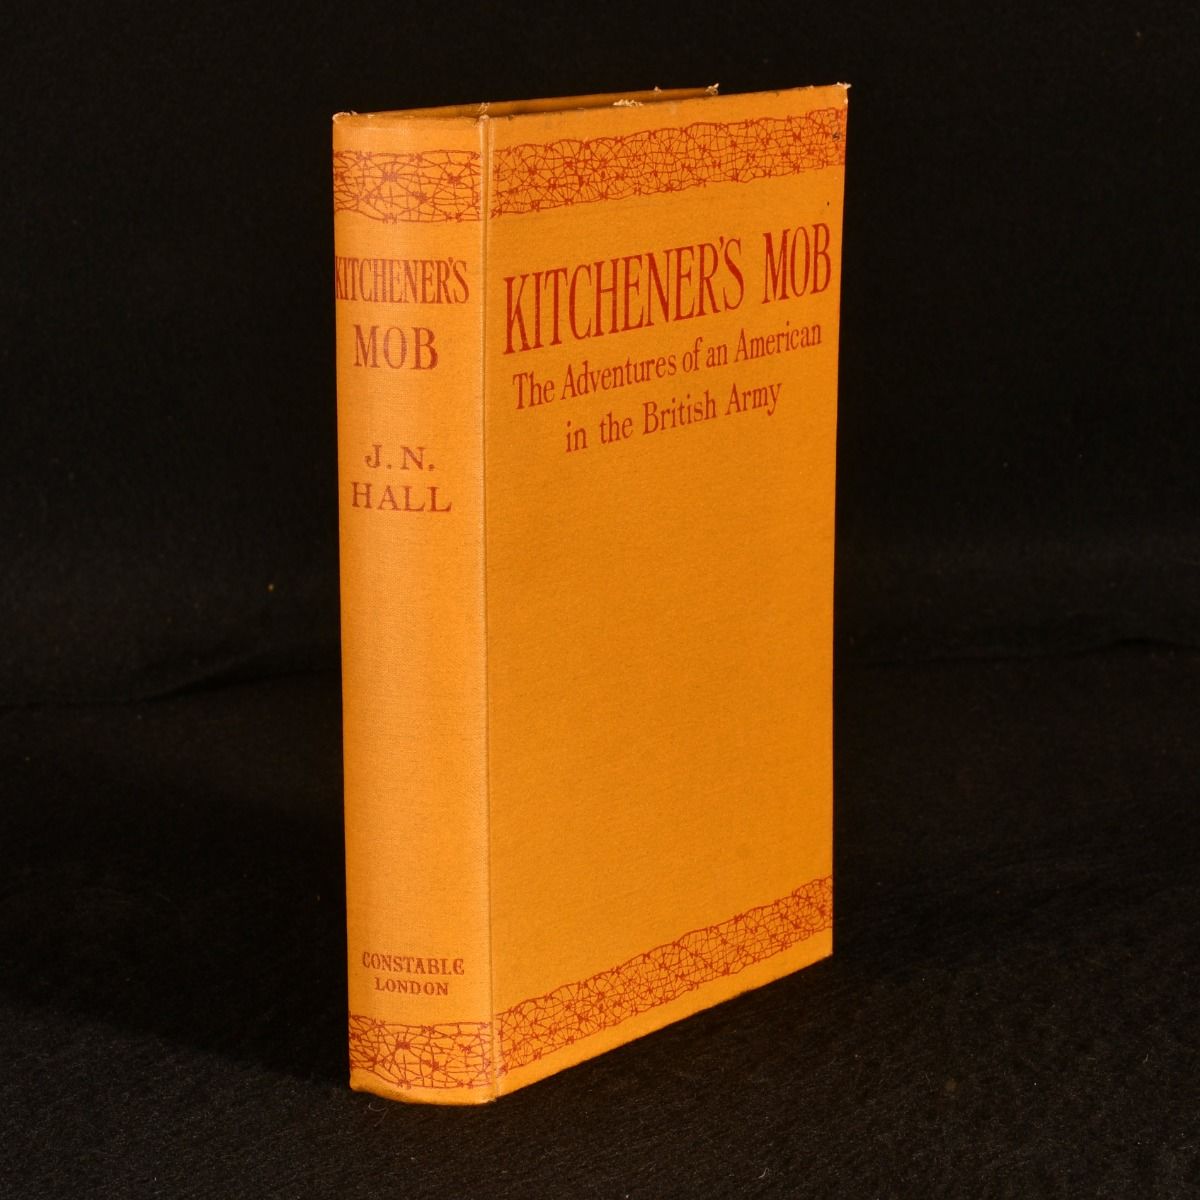 KITCHENER'S
MOB
J. N.
HALL
CONSTABLE
LONDON
KITCHENER'S MOB
The Adventures of an American
in the British Army